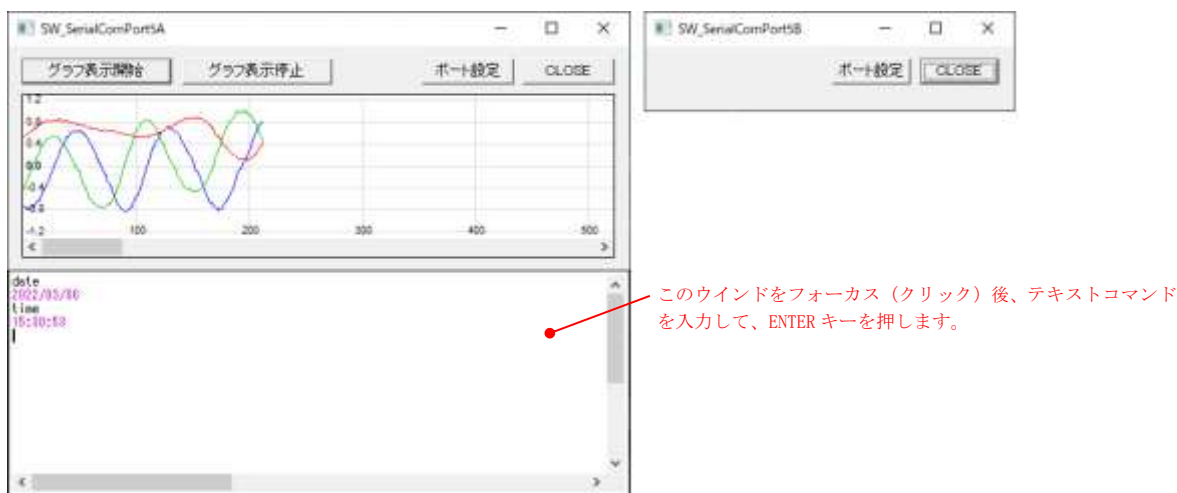 SW_SerialComPort5A
グラフ表示開始 グラフ表示停止 ポート設定 CLOSE
1.2
0.8
0.4
0.0
-0.4
-0.8
-1.2 100 200 300 400 500
date
2022/03/06
time
SW_SerialComPort5B
ポート設定 CLOSE
このウインドをフォーカス（クリック）後、テキストコマンド
を入力して、ENTER キーを押します。